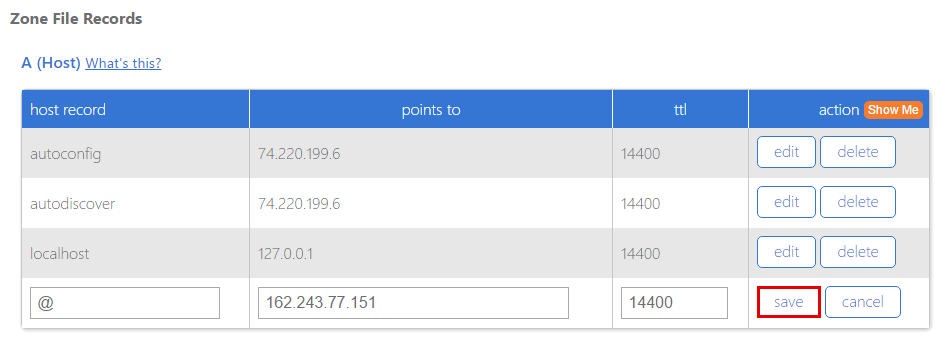 Zone File Records
A (Host) What's this?
host record points to ttl action Show Me
autoconfig 74.220.199.6 14400 edit delete
autodiscover 74.220.199.6 14400 edit delete
localhost 127.0.0.1 14400 edit delete
@ 162.243.77.151 14400 save cancel